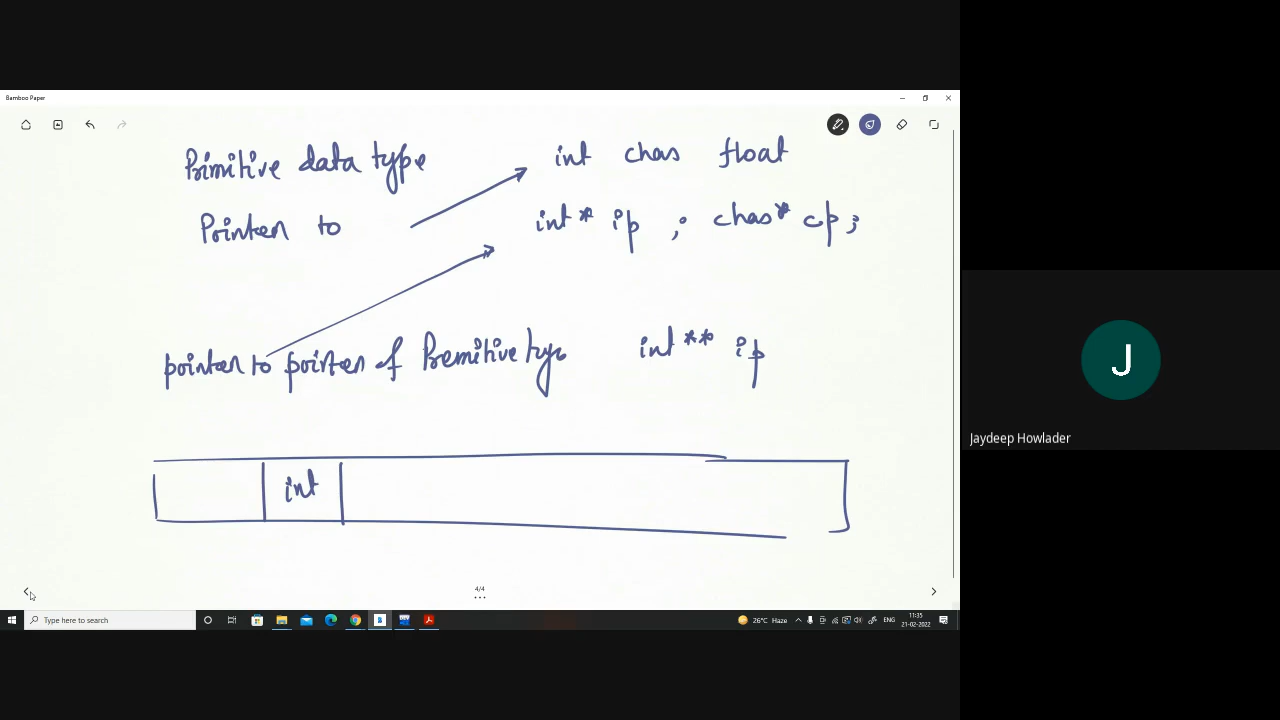 Bamboo Paper
Primitive data type int char float
Pointer to int* ip ; char* cp ;
pointer to pointer of Premitive type int** ip
int
Jaydeep Howlader
J
4/4
Type here to search
26°C Haze
ENG
11:35
21-02-2022